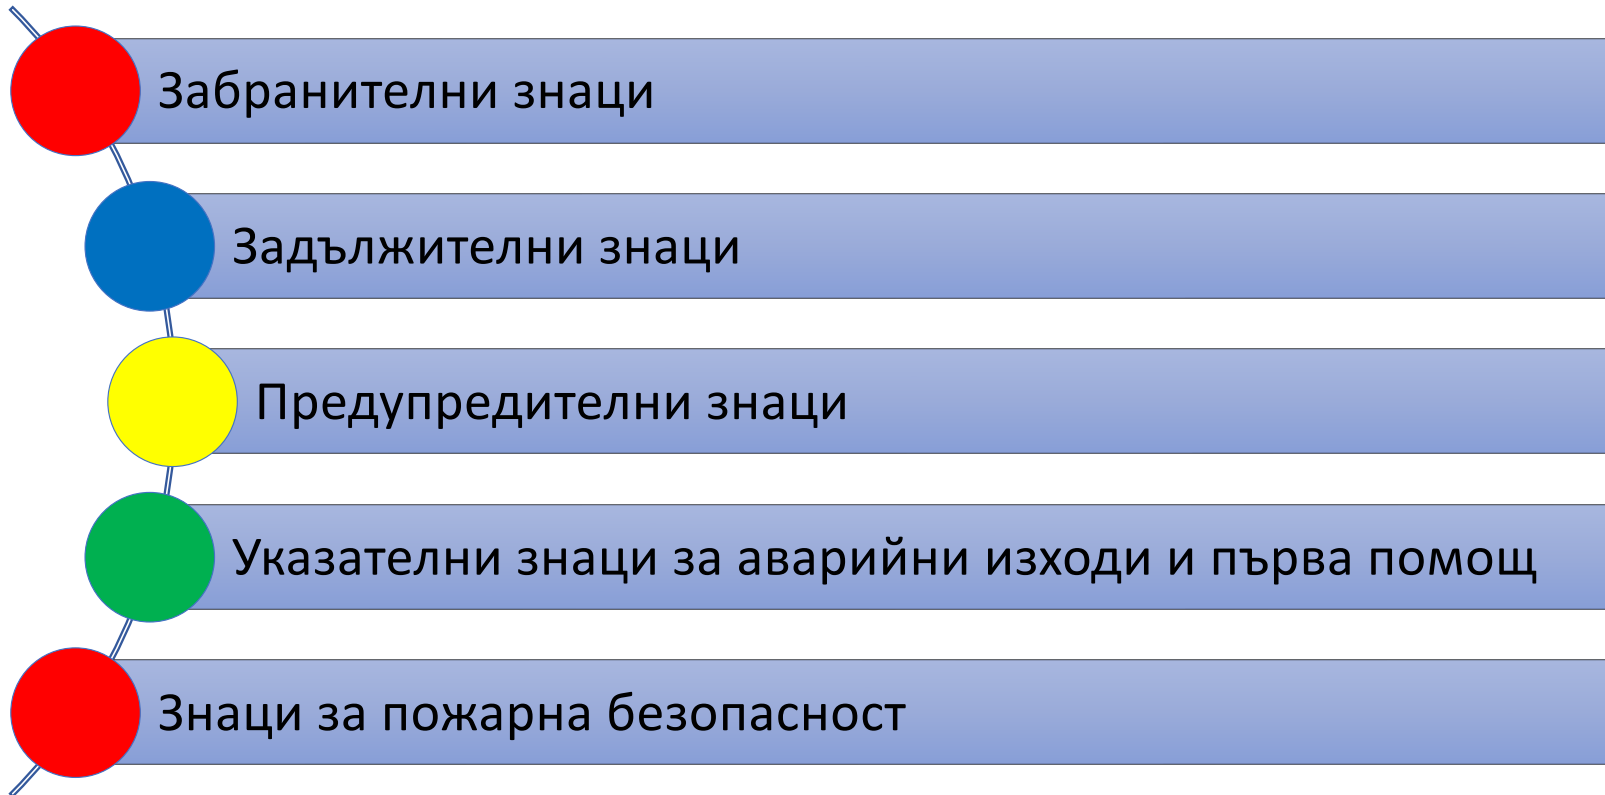 Забранителни знаци
Задължителни знаци
Предупредителни знаци
Указателни знаци за аварийни изходи и първа помощ
Знаци за пожарна безопасност